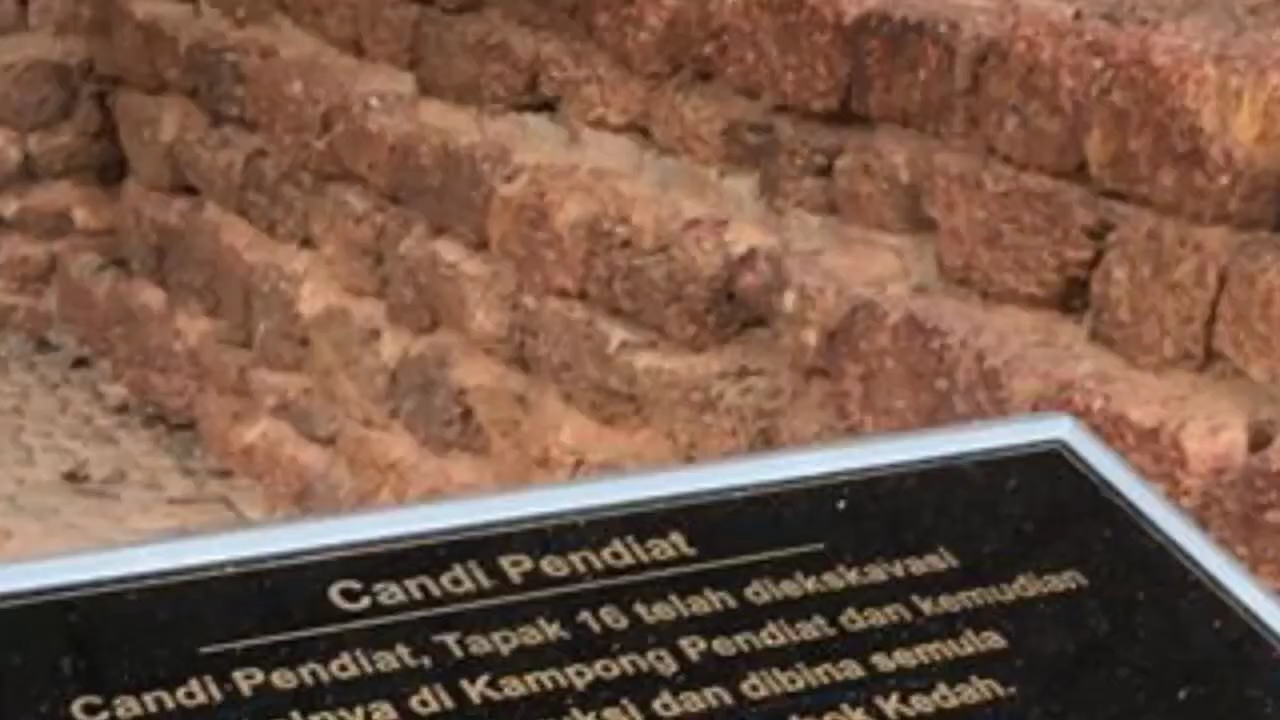 Candi Pendiat
Candi Pendiat, Tapak 16 telah diekskavasi
di Kampong Pendiat dan kemudian
dan dibina semula
Kedah.